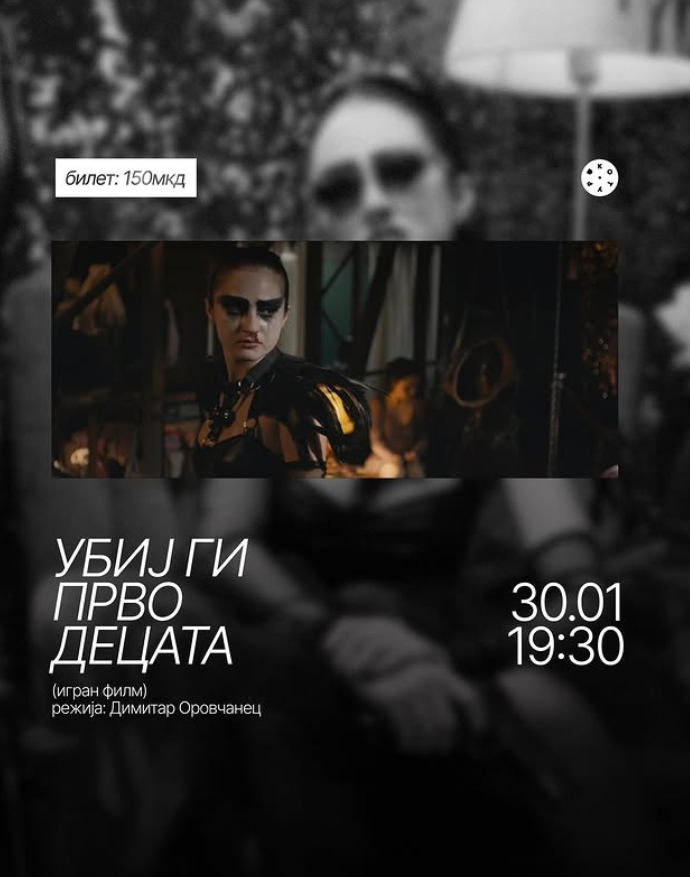 билет: 150мкд
УБИЈ ГИ
ПРВО
ДЕЦАТА
30.01
19:30
(игран филм)
режија: Димитар Оровчанец